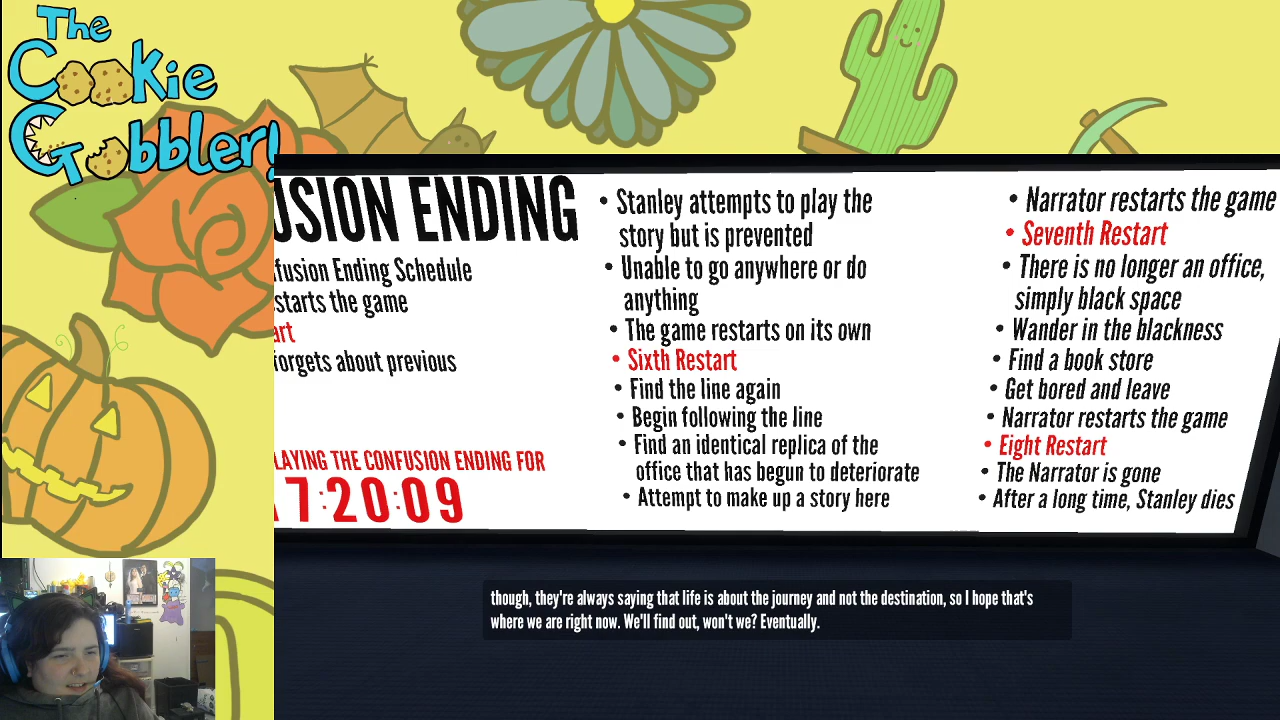 The
Cookie
Gobbler!
USION ENDING
fusion Ending Schedule
starts the game
art
forgets about previous
LAYING THE CONFUSION ENDING FOR
7:20:09
• Stanley attempts to play the
story but is prevented
• Unable to go anywhere or do
anything
• The game restarts on its own
• Sixth Restart
• Find the line again
• Begin following the line
• Find an identical replica of the
office that has begun to deteriorate
• Attempt to make up a story here
• Narrator restarts the game
• Seventh Restart
• There is no longer an office,
simply black space
• Wander in the blackness
• Find a book store
• Get bored and leave
• Narrator restarts the game
• Eight Restart
• The Narrator is gone
• After a long time, Stanley dies
though, they're always saying that life is about the journey and not the destination, so I hope that's
where we are right now. We'll find out, won't we? Eventually.